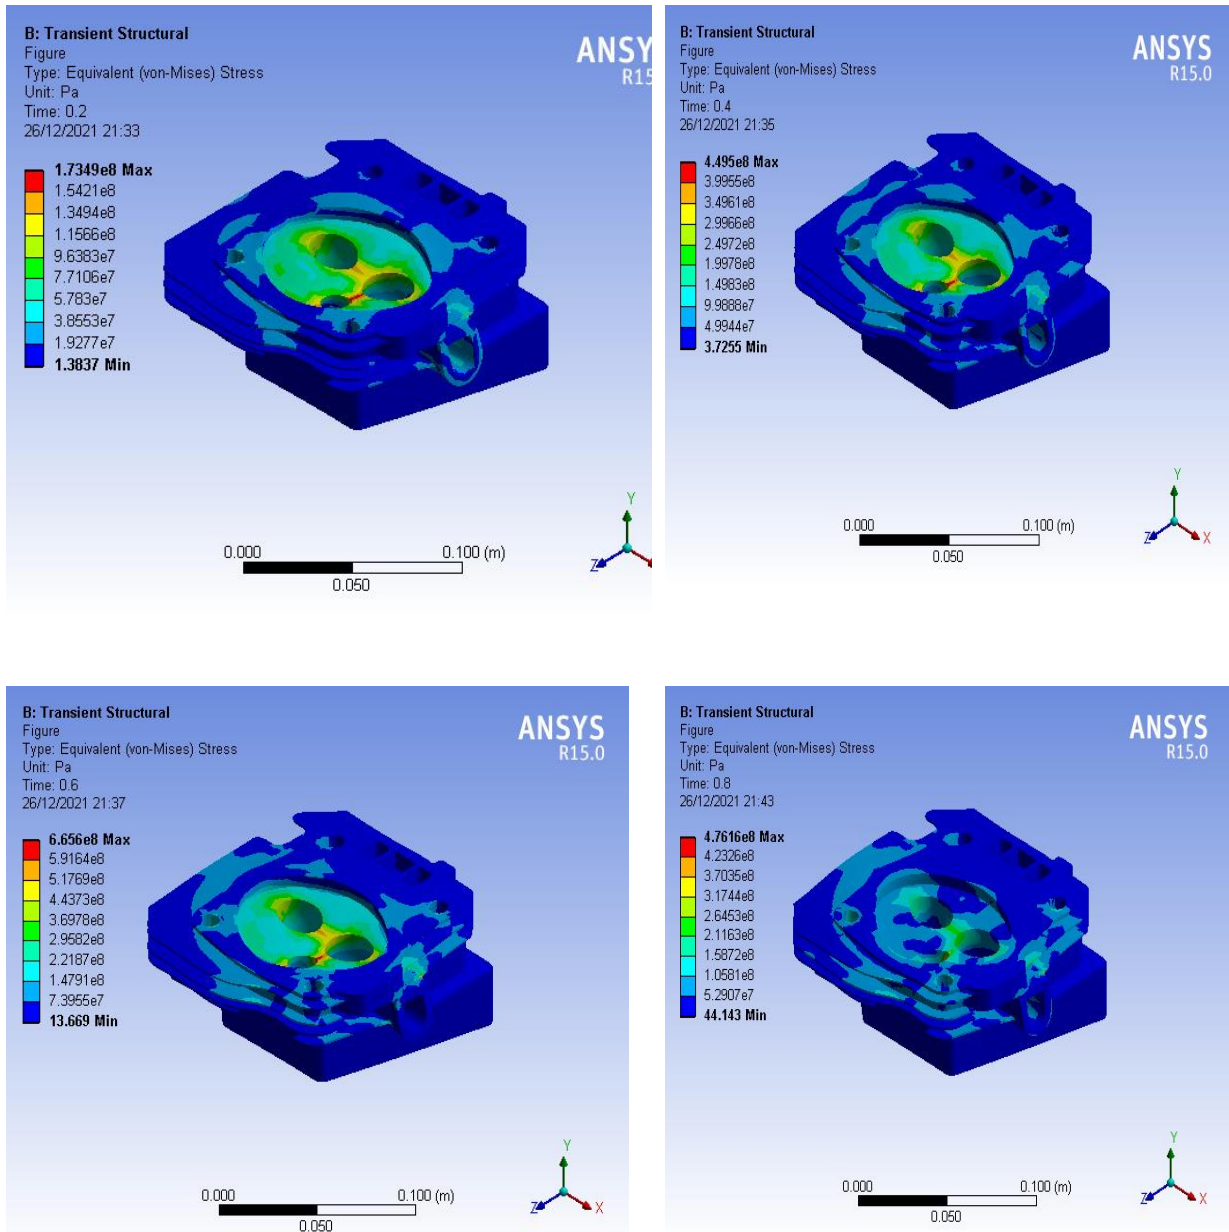 B: Transient Structural
Figure
Type: Equivalent (von-Mises) Stress
Unit: Pa
Time: 0.2
26/12/2021 21:33
ANSY
R15
1.7349e8 Max
1.5421e8
1.3494e8
1.1566e8
9.6383e7
7.7106e7
5.783e7
3.8553e7
1.9277e7
1.3837 Min
Y
Z
0.000
0.100 (m)
0.050
B: Transient Structural
Figure
Type: Equivalent (von-Mises) Stress
Unit: Pa
Time: 0.4
26/12/2021 21:35
ANSYS
R15.0
4.495e8 Max
3.9955e8
3.4961e8
2.9966e8
2.4972e8
1.9978e8
1.4983e8
9.9888e7
4.9944e7
3.7255 Min
Y
Z
X
0.000
0.100 (m)
0.050
B: Transient Structural
Figure
Type: Equivalent (von-Mises) Stress
Unit: Pa
Time: 0.6
26/12/2021 21:37
ANSYS
R15.0
6.656e8 Max
5.9164e8
5.1769e8
4.4373e8
3.6978e8
2.9582e8
2.2187e8
1.4791e8
7.3955e7
13.669 Min
Y
Z
X
0.000
0.100 (m)
0.050
B: Transient Structural
Figure
Type: Equivalent (von-Mises) Stress
Unit: Pa
Time: 0.8
26/12/2021 21:43
ANSYS
R15.0
4.7616e8 Max
4.2326e8
3.7035e8
3.1744e8
2.6453e8
2.1163e8
1.5872e8
1.0581e8
5.2907e7
44.143 Min
Y
Z
X
0.000
0.100 (m)
0.050